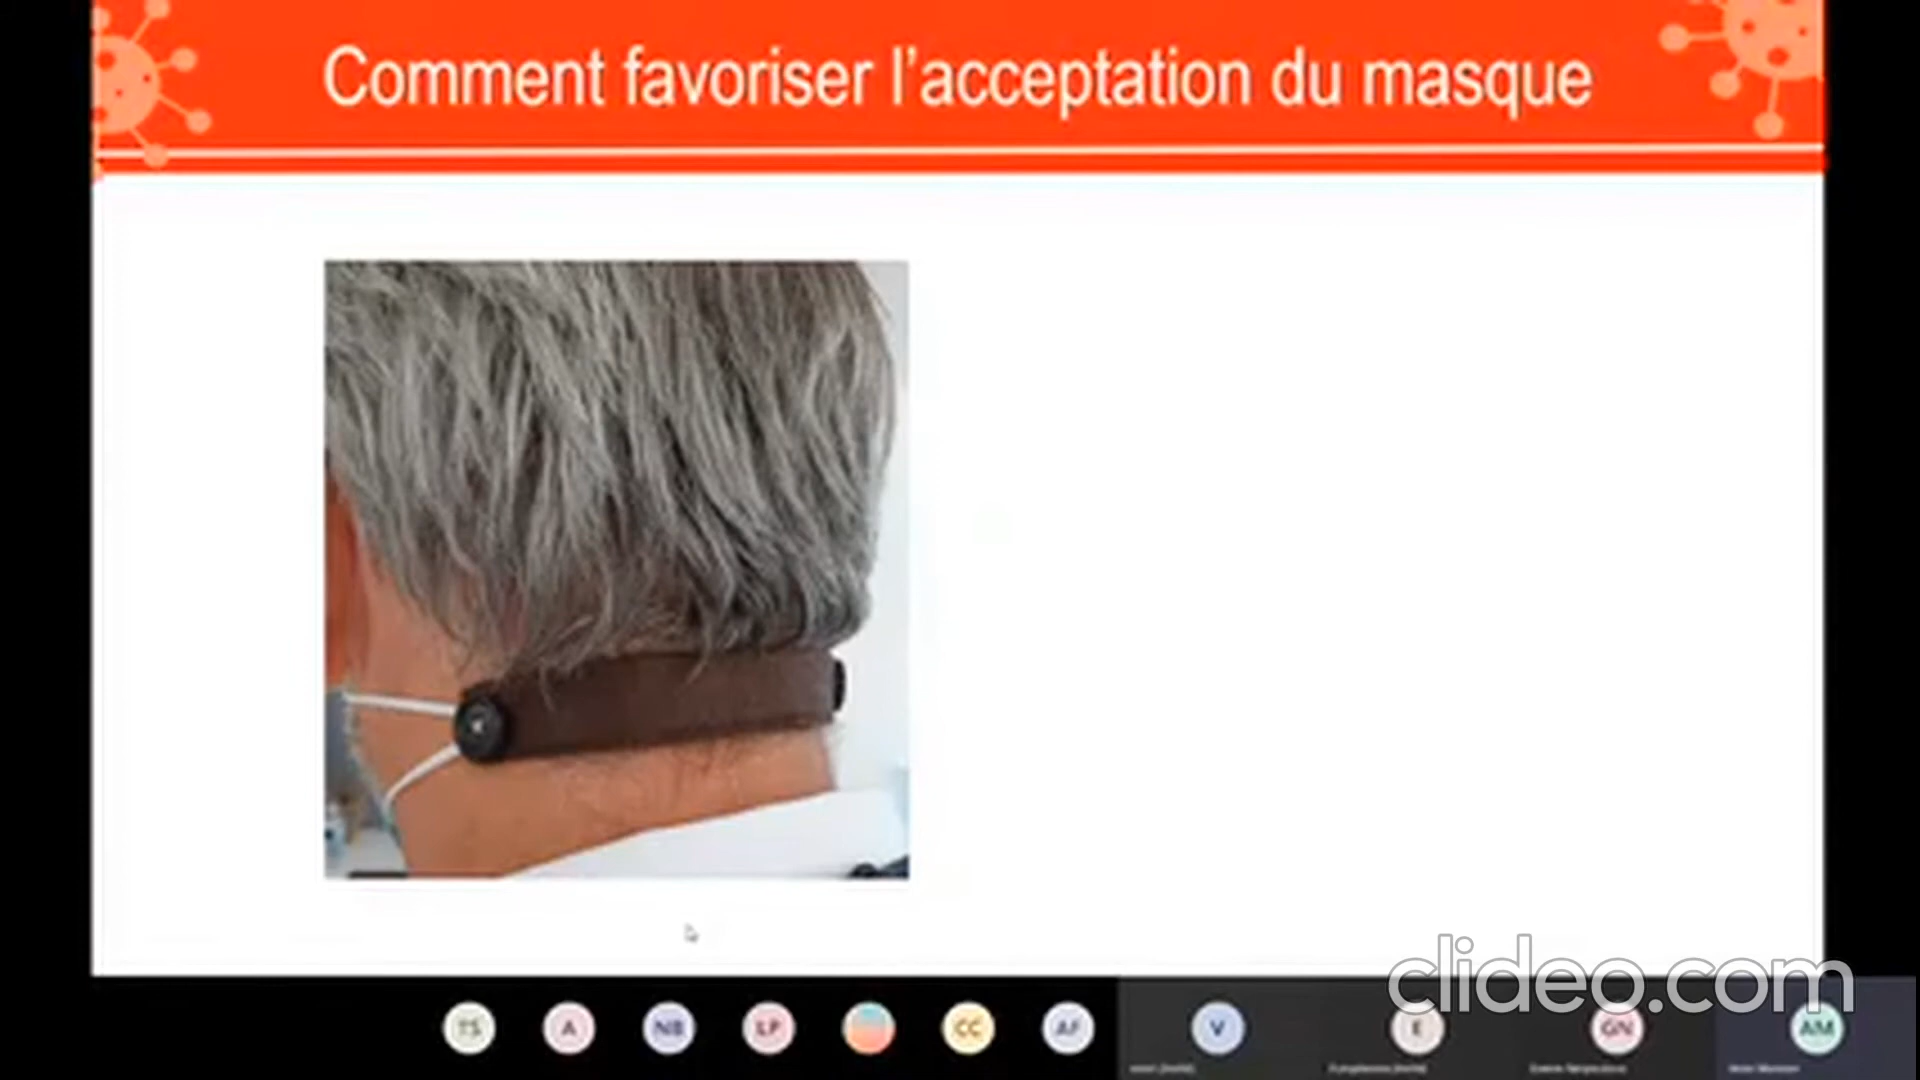 Comment favoriser l'acceptation du masque
clideo.com
TS A NB LP CC AF V E GN AM